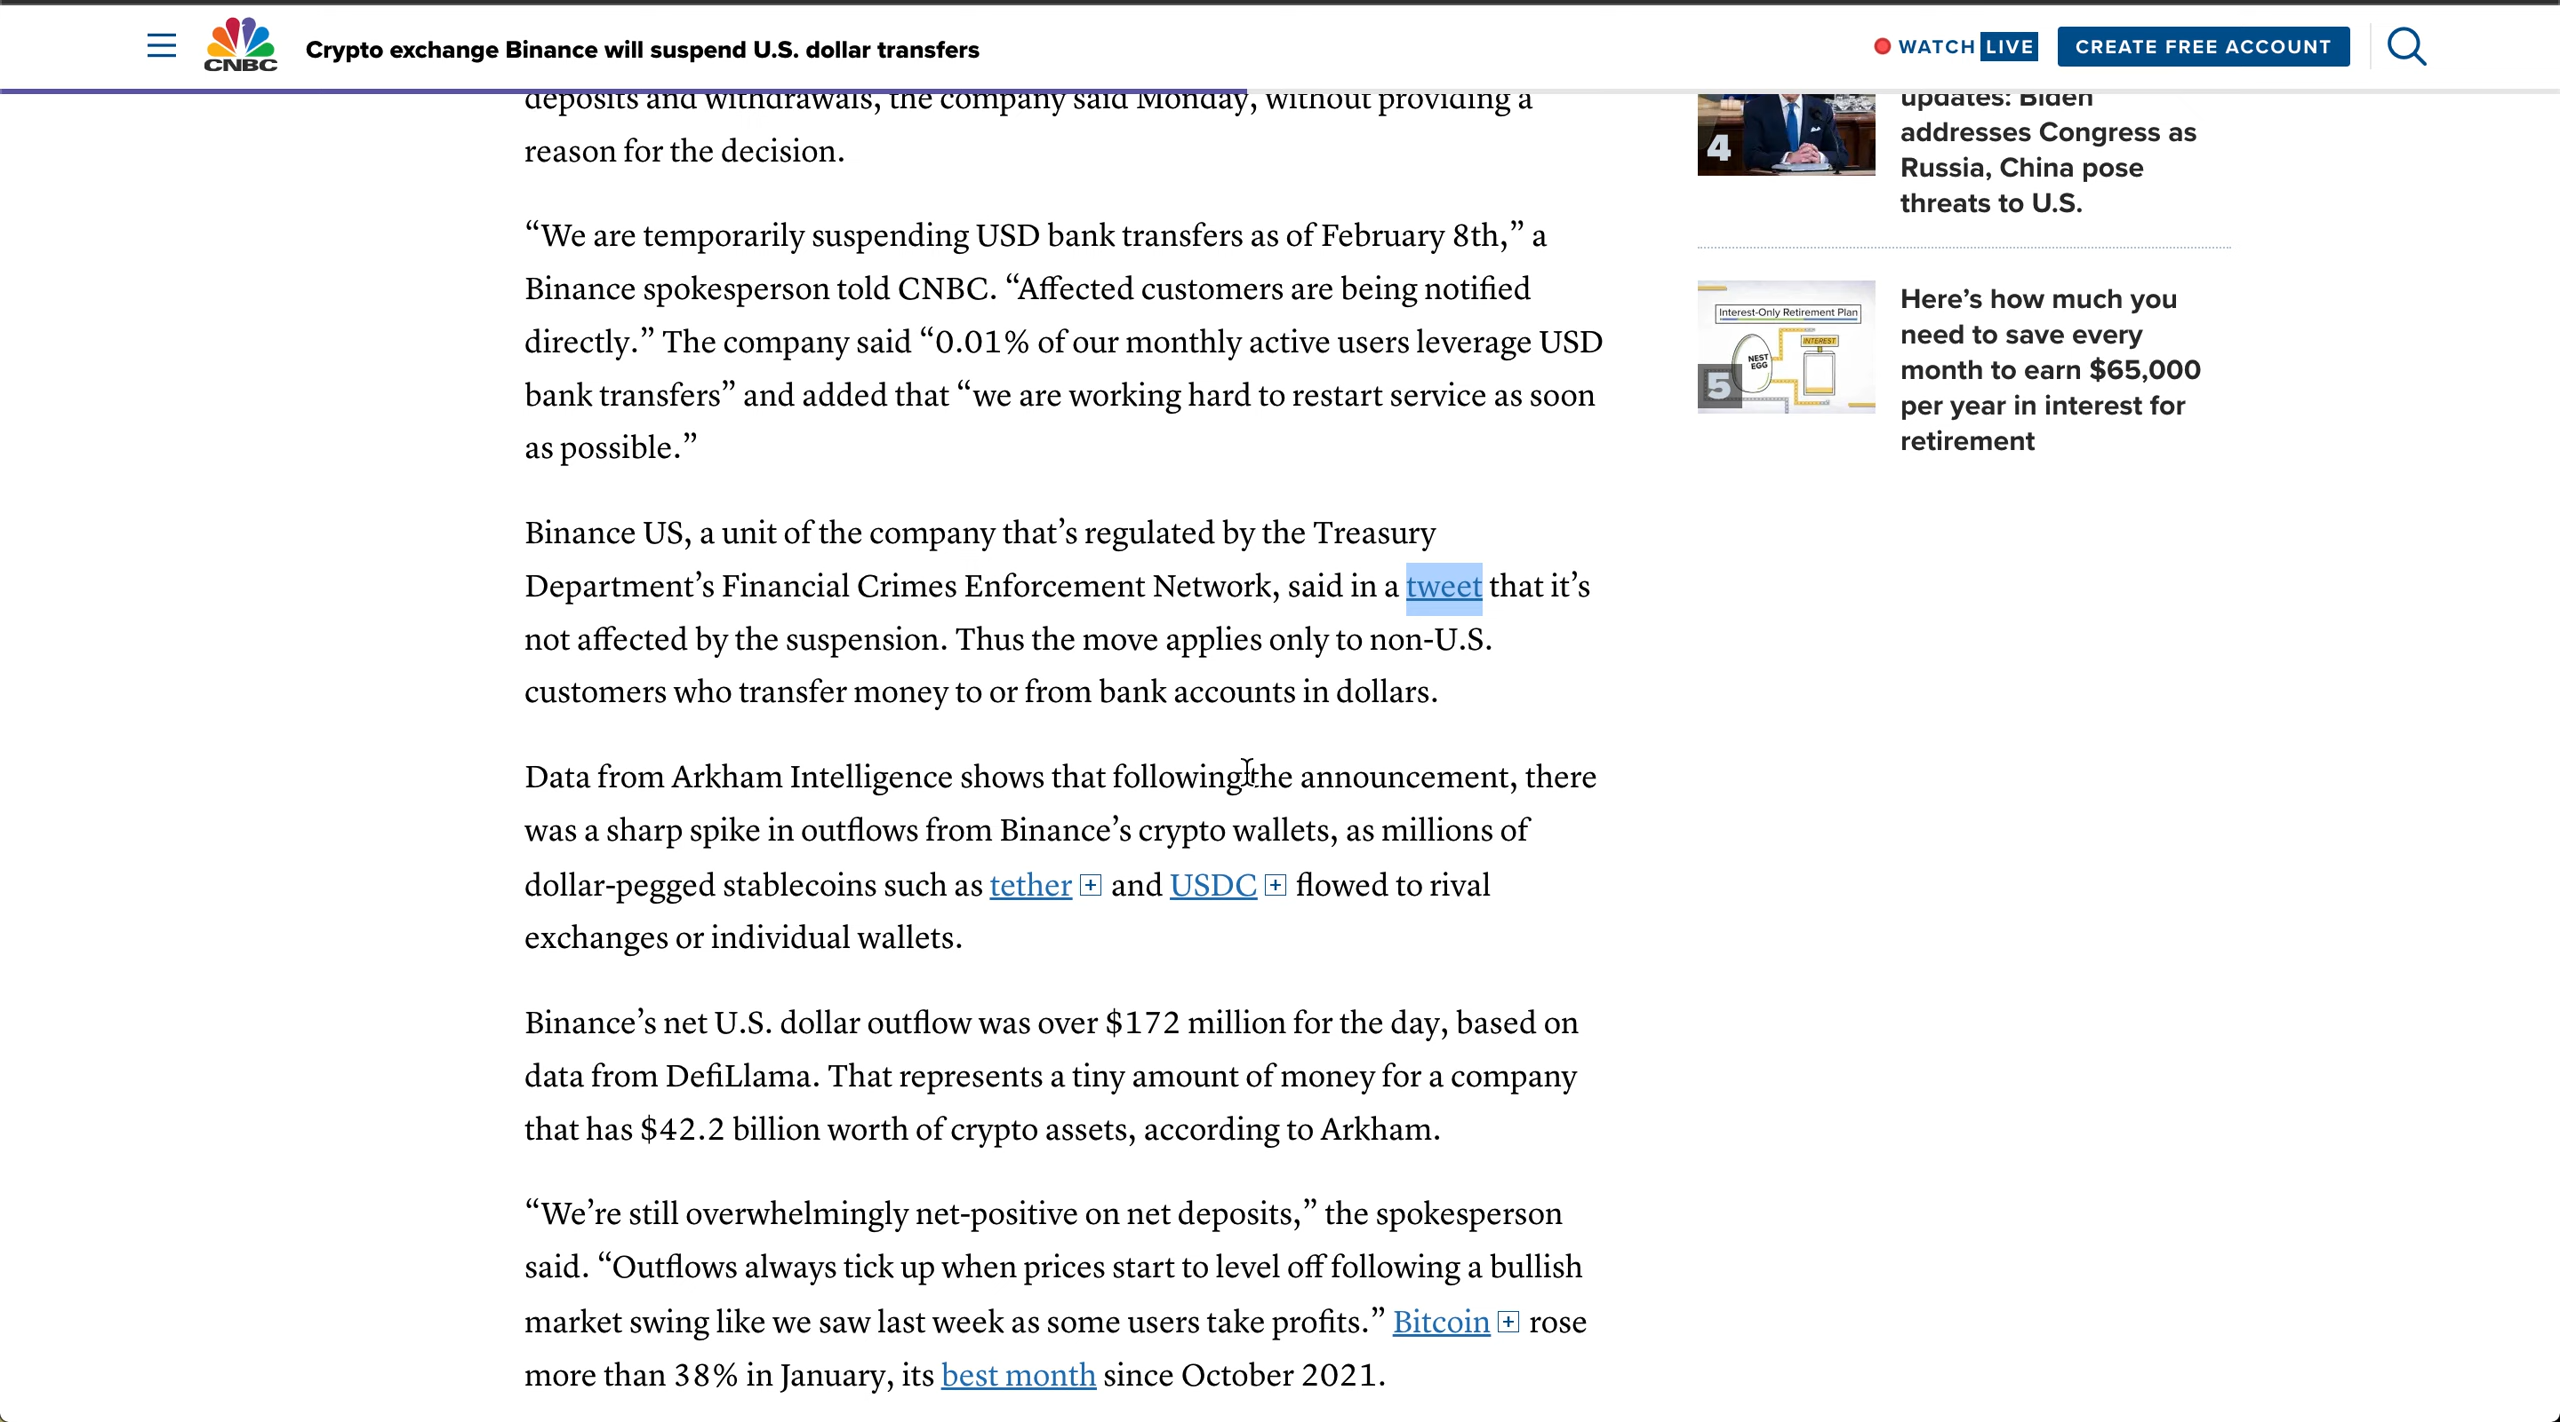 CNBC
Crypto exchange Binance will suspend U.S. dollar transfers
WATCH LIVE
CREATE FREE ACCOUNT
deposits and withdrawals, the company said Monday, without providing a
reason for the decision.
“We are temporarily suspending USD bank transfers as of February 8th,” a
Binance spokesperson told CNBC. “Affected customers are being notified
directly.” The company said “0.01% of our monthly active users leverage USD
bank transfers” and added that “we are working hard to restart service as soon
as possible.”
Binance US, a unit of the company that’s regulated by the Treasury
Department’s Financial Crimes Enforcement Network, said in a tweet that it’s
not affected by the suspension. Thus the move applies only to non-U.S.
customers who transfer money to or from bank accounts in dollars.
Data from Arkham Intelligence shows that following the announcement, there
was a sharp spike in outflows from Binance’s crypto wallets, as millions of
dollar-pegged stablecoins such as tether and USDC flowed to rival
exchanges or individual wallets.
Binance’s net U.S. dollar outflow was over $172 million for the day, based on
data from DefiLlama. That represents a tiny amount of money for a company
that has $42.2 billion worth of crypto assets, according to Arkham.
“We’re still overwhelmingly net-positive on net deposits,” the spokesperson
said. “Outflows always tick up when prices start to level off following a bullish
market swing like we saw last week as some users take profits.” Bitcoin rose
more than 38% in January, its best month since October 2021.
4
updates: Biden
addresses Congress as
Russia, China pose
threats to U.S.
Interest-Only Retirement Plan
INTEREST
NEST
EGG
5
Here’s how much you
need to save every
month to earn $65,000
per year in interest for
retirement